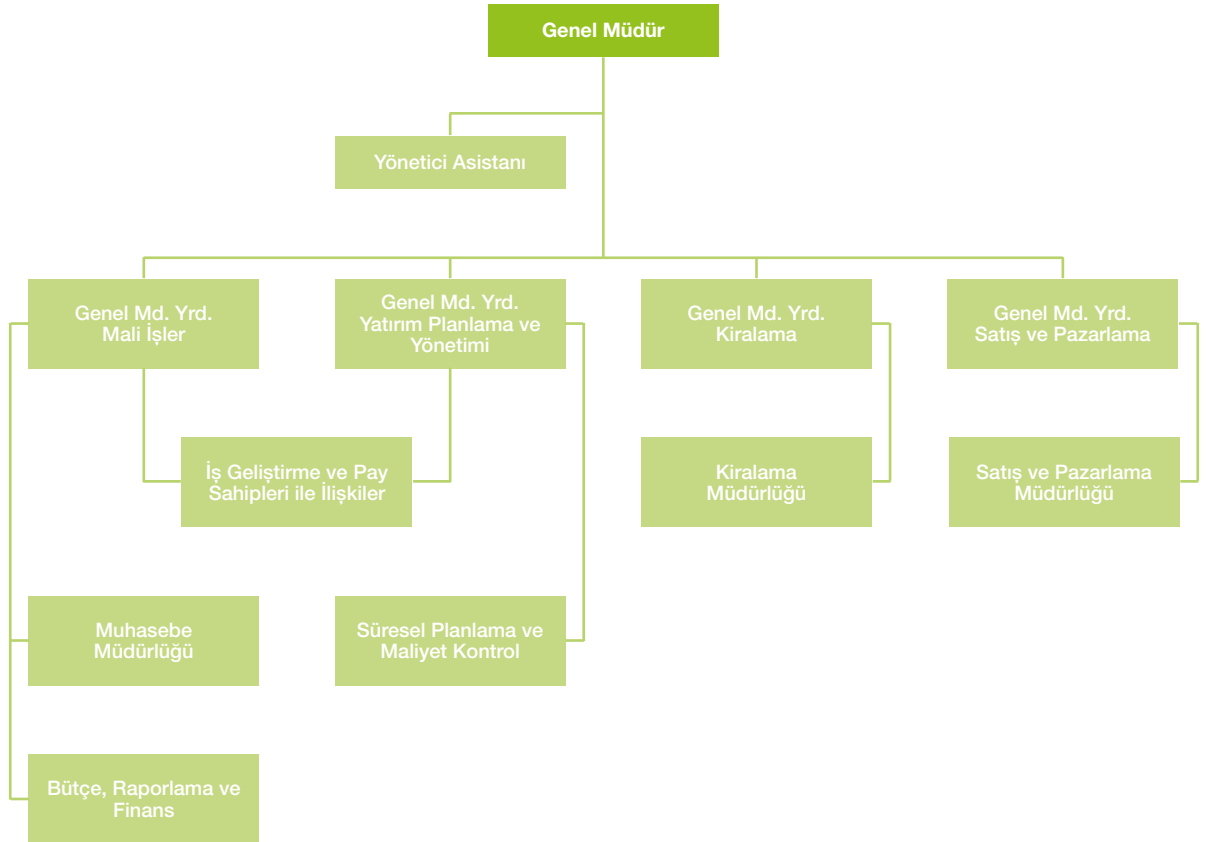 Genel Müdür
Yönetici Asistanı
Genel Md. Yrd.
Mali İşler
Genel Md. Yrd.
Yatırım Planlama ve
Yönetimi
Genel Md. Yrd.
Kiralama
Genel Md. Yrd.
Satış ve Pazarlama
İş Geliştirme ve Pay
Sahipleri ile İlişkiler
Kiralama
Müdürlüğü
Satış ve Pazarlama
Müdürlüğü
Muhasebe
Müdürlüğü
Süresel Planlama ve
Maliyet Kontrol
Bütçe, Raporlama ve
Finans